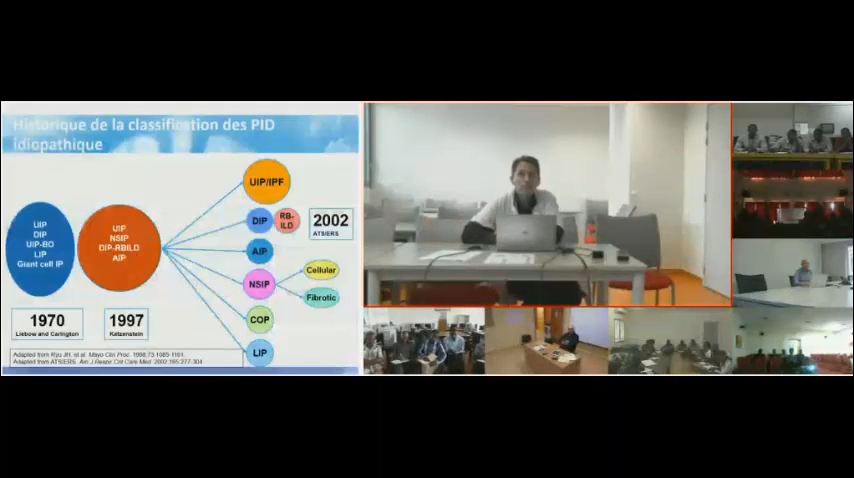 Historique de la classification des PID
idiopathique
UIP
DIP
UIP-BO
LIP
Giant cell IP
1970
Liebow and Carington
UIP
NSIP
DIP-RBILD
AIP
1997
Katzenstein
UIP/IPF
DIP
RB-
ILD
2002
ATS/ERS
AIP
NSIP
Cellular
Fibrotic
COP
LIP
Adapted from Ryu JH, et al. Mayo Clin Proc. 1998;73:1085-1101.
Adapted from ATS/ERS. Am J Respir Crit Care Med. 2002;165:277-304.